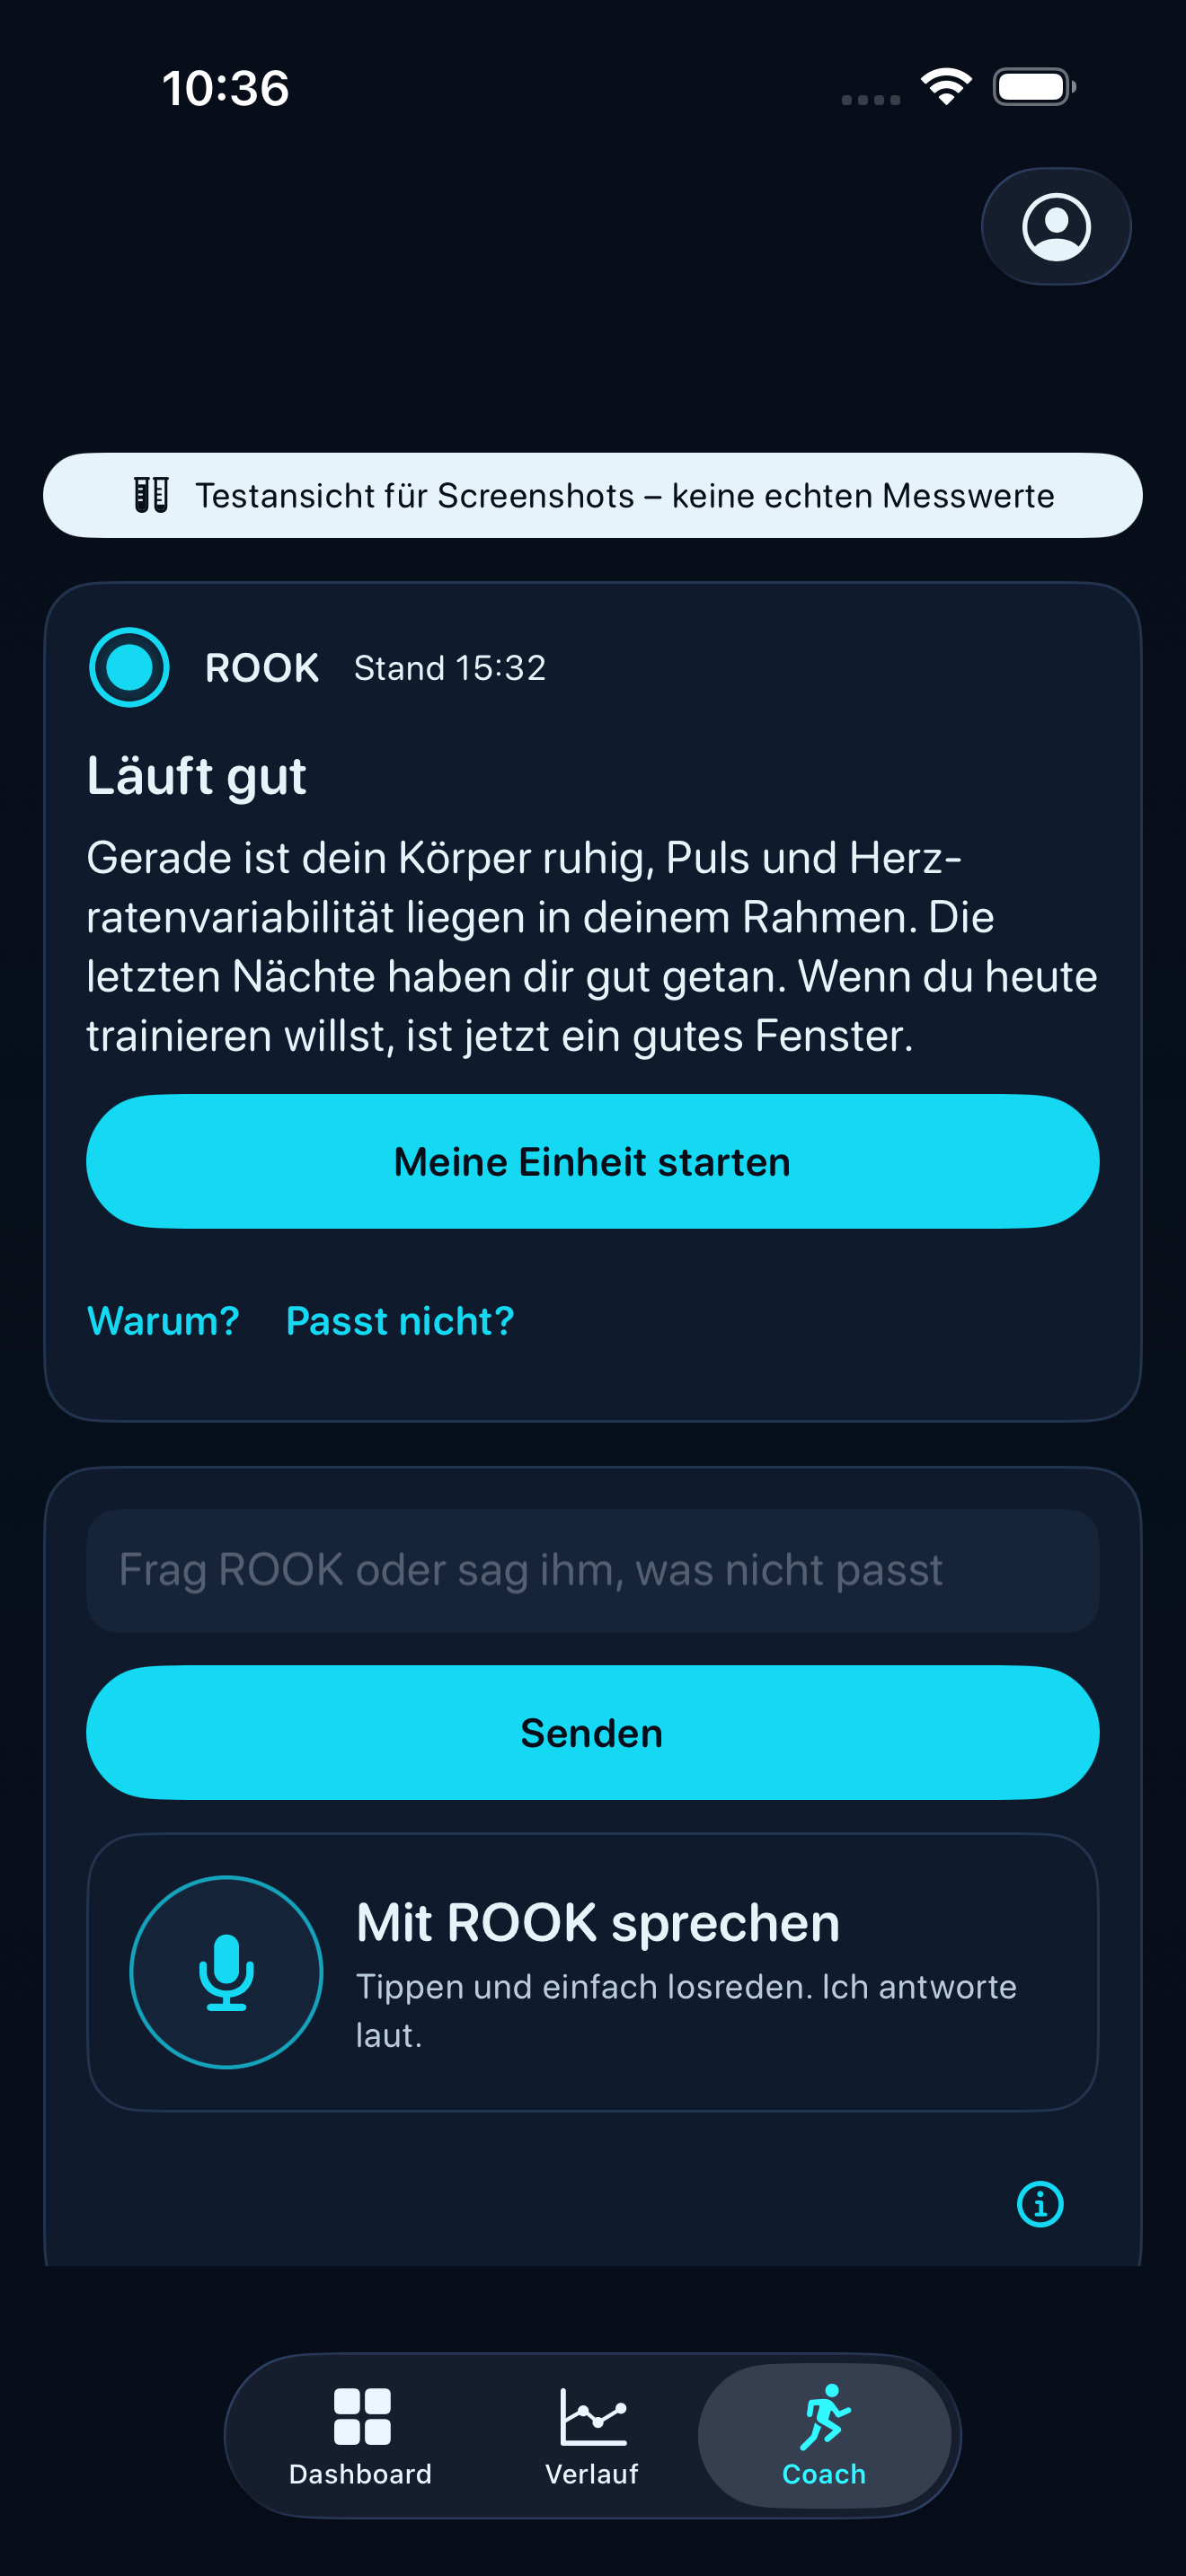 10:36
Testansicht für Screenshots – keine echten Messwerte
ROOK Stand 15:32
Läuft gut
Gerade ist dein Körper ruhig, Puls und Herz-
ratenvariabilität liegen in deinem Rahmen. Die
letzten Nächte haben dir gut getan. Wenn du heute
trainieren willst, ist jetzt ein gutes Fenster.
Meine Einheit starten
Warum? Passt nicht?
Frag ROOK oder sag ihm, was nicht passt
Senden
Mit ROOK sprechen
Tippen und einfach losreden. Ich antworte
laut.
Dashboard Verlauf Coach